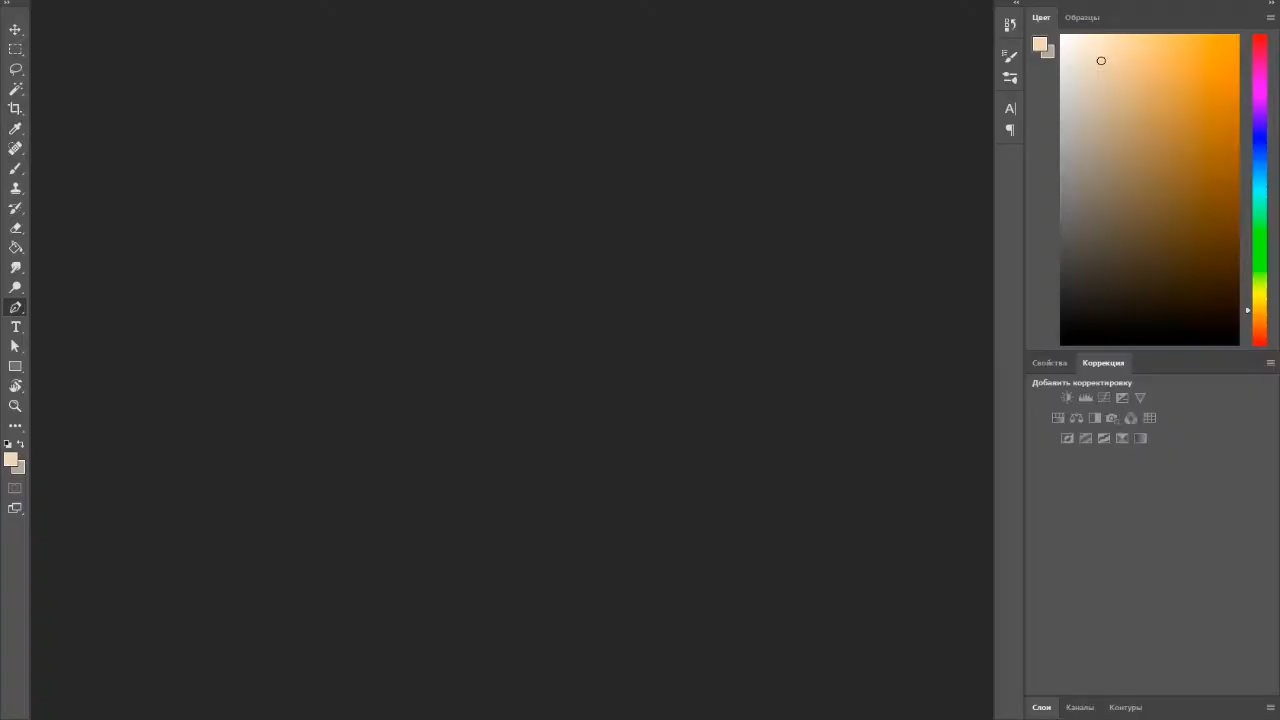 Цвет Образцы
Свойства Коррекция
Добавить корректировку
Слои Каналы Контуры